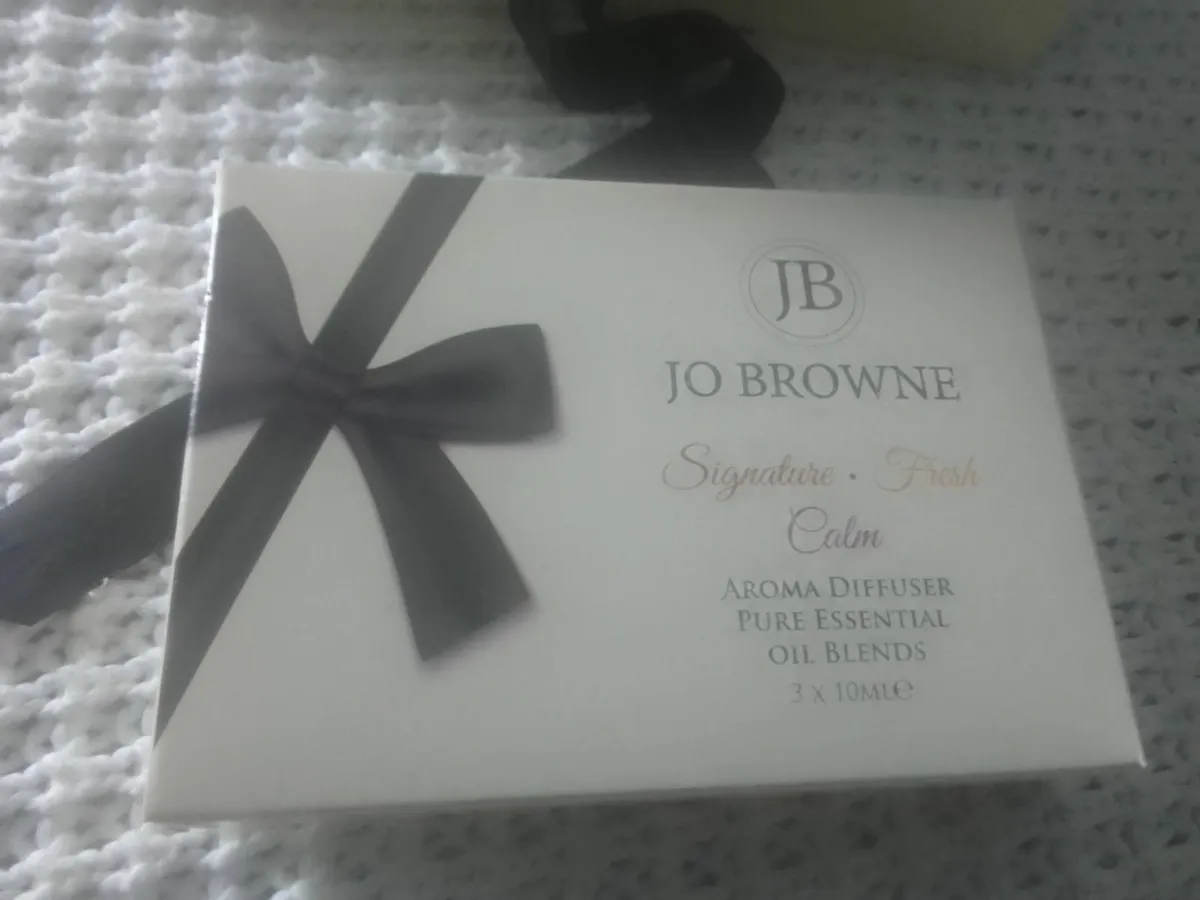 JB
JO BROWNE
Signature · Fresh
Calm
AROMA DIFFUSER
PURE ESSENTIAL
OIL BLENDS
3 X 10ML℮